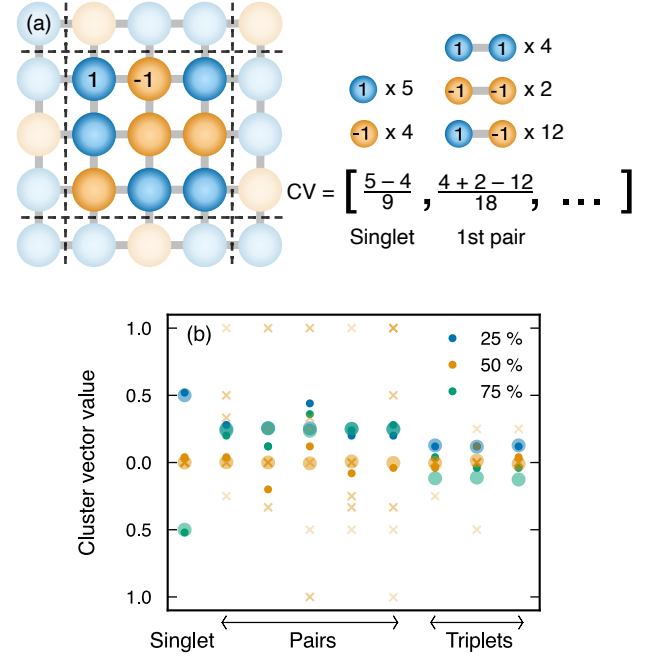 (a)
1 -1
1 1 x 4
1 x 5
-1 -1 x 2
-1 x 4
1 -1 x 12
CV = [ 5 – 4 / 9 , 4 + 2 – 12 / 18 , ... ]
Singlet 1st pair
(b)
25 %
50 %
75 %
Cluster vector value
1.0
0.5
0.0
0.5
1.0
Singlet Pairs Triplets